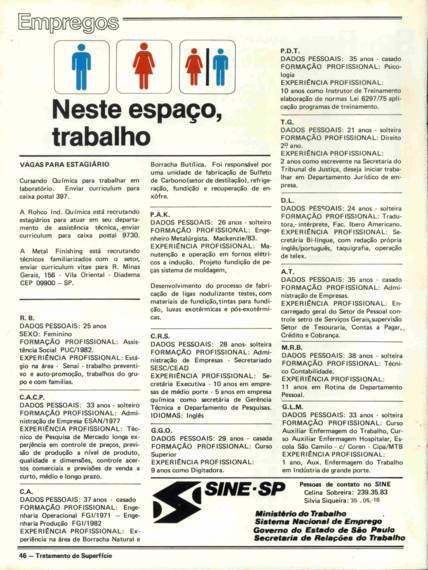 Empregos
Neste espaço,
trabalho
VAGAS PARA ESTAGIÁRIO
Cursando Química para trabalhar em
laboratório. Enviar curriculum para
caixa postal 397.
A Rohco Ind. Química está recrutando
estagiários para atuar em seu departa-
mento de assistência técnica, enviar
curriculum para caixa postal 9730.
A Metal Finishing está recrutando
técnicos familiarizados com o setor,
enviar curriculum vitae para R. Minas
Gerais, 156 - Vila Oriental - Diadema
CEP 09900 — SP.
R. B.
DADOS PESSOAIS: 25 anos
SEXO: Feminino
FORMAÇÃO PROFISSIONAL: Assis-
tência Social PUC/1982.
EXPERIÊNCIA PROFISSIONAL: Está-
gio na área - Senai - trabalho preventi-
vo e auto-promoção, trabalhos do gru-
po e com famílias.
C.A.C.P.
DADOS PESSOAIS: 33 anos - solteiro
FORMAÇÃO PROFISSIONAL: Admi-
nistração de Empresa ESAN/1977
EXPERIÊNCIA PROFISSIONAL: Téc-
nico de Pesquisa de Mercado longa ex-
periência em controle de preços, previ-
são de produção a nível de produto,
qualidade e dimensões, controle acer-
tos comerciais e previsões de venda a
curto, médio e longo prazo.
C.A.
DADOS PESSOAIS: 37 anos - casado
FORMAÇÃO PROFISSIONAL: Enge-
nharia Operacional FGI/1971 — Enge-
nharia Produção FGI/1982
EXPERIÊNCIA PROFISSIONAL: Ex-
periência na área de Borracha Natural e
Borracha Butílica. Foi responsável por
uma unidade de fabricação de Sulfeto
de Carbono(setor de destilação), refrige-
ração, fundição e recuperação de en-
xôfre.
P.A.K.
DADOS PESSOAIS: 26 anos - solteiro
FORMAÇÃO PROFISSIONAL: Enge-
nheiro Metalúrgista. Mackenzie/83.
EXPERIÊNCIA PROFISSIONAL: Ma-
nutenção e operação em fornos elétri-
cos a indução. Projeto fundição de pe-
ças sistema de moldagem,
Desenvolvimento do processo de fabri-
cação de ligas nodulizante testes, com
materiais de fundição, tintas para fundi-
ção, luvas exotérmicas e pós-exotérmi-
cas.
C.R.S.
DADOS PESSOAIS: 28 anos- solteira
FORMAÇÃO PROFISSIONAL: Admi-
nistração de Empresas - Secretariado
SESC/CEAD
EXPERIÊNCIA PROFISSIONAL: Se-
cretária Executiva - 10 anos em empre-
sas de médio porte - 5 anos em empresa
química como secretária de Gerência
Técnica e Departamento de Pesquisas.
IDIOMAS: Inglês
G.G.O.
DADOS PESSOAIS: 29 anos - casada
FORMAÇÃO PROFISSIONAL: Curso
Superior
EXPERIÊNCIA PROFISSIONAL:
9 anos como Digitadora.
P.D.T.
DADOS PESSOAIS: 35 anos - casado
FORMAÇÃO PROFISSIONAL: Psico-
logia
EXPERIÊNCIA PROFISSIONAL:
10 anos como Instrutor de Treinamento
elaboração de normas Lei 6297/75 apli-
cação programas de treinamento.
T.G.
DADOS PESSOAIS: 21 anos - solteira
FORMAÇÃO PROFISSIONAL: Direito
2º ano.
EXPERIÊNCIA PROFISSIONAL:
2 anos como escrevente na Secretaria do
Tribunal de Justiça, deseja iniciar traba-
lhar em Departamento Jurídico de em-
presa.
D.L.
DADOS PESSOAIS: 24 anos - solteira
FORMAÇÃO PROFISSIONAL: Tradu-
tora,- intérprete, Fac. Ibero Americano.
EXPERIÊNCIA PROFISSIONAL: Se-
cretária Bi-lingue, com redação própria
inglês/português, taquigrafia, operação
de telex.
A.T.
DADOS PESSOAIS: 35 anos - casado
FORMAÇÃO PROFISSIONAL: Admi-
nistração de Empresas.
EXPERIÊNCIA PROFISSIONAL: En-
carregado geral do Setor de Pessoal con-
trole setro de Serviços Gerais,supervisão
Setor de Tesouraria, Contas a Pagar,
Crédito e Cobrança.
M.R.B.
DADOS PESSOAIS: 38 anos - solteira
FORMAÇÃO PROFISSIONAL: Técni-
co Contabilidade.
EXPERIÊNCIA PROFISSIONAL:
11 anos em Rotina de Departamento
Pessoal.
G.L.M.
DADOS PESSOAIS: 33 anos - solteira
FORMAÇÃO PROFISSIONAL: Curso
Auxiliar Enfermagem do Trabalho, Cur-
so Auxiliar Enfermagem Hospitalar, Es-
cola São Camilo - c/ Coren - Cipa/MTB
EXPERIÊNCIA PROFISSIONAL:
1 ano, Aux. Enfermagem do Trabalho
em Indústria de grande porte.
SINE-SP
Pessoas de contato no SINE
Celina Sobreira: 239.35.83
Silvia Siqueira:
Ministério do Trabalho
Sistema Nacional de Emprego
Governo do Estado de São Paulo
Secretaria de Relações do Trabalho
46 — Tratamento de Superfície